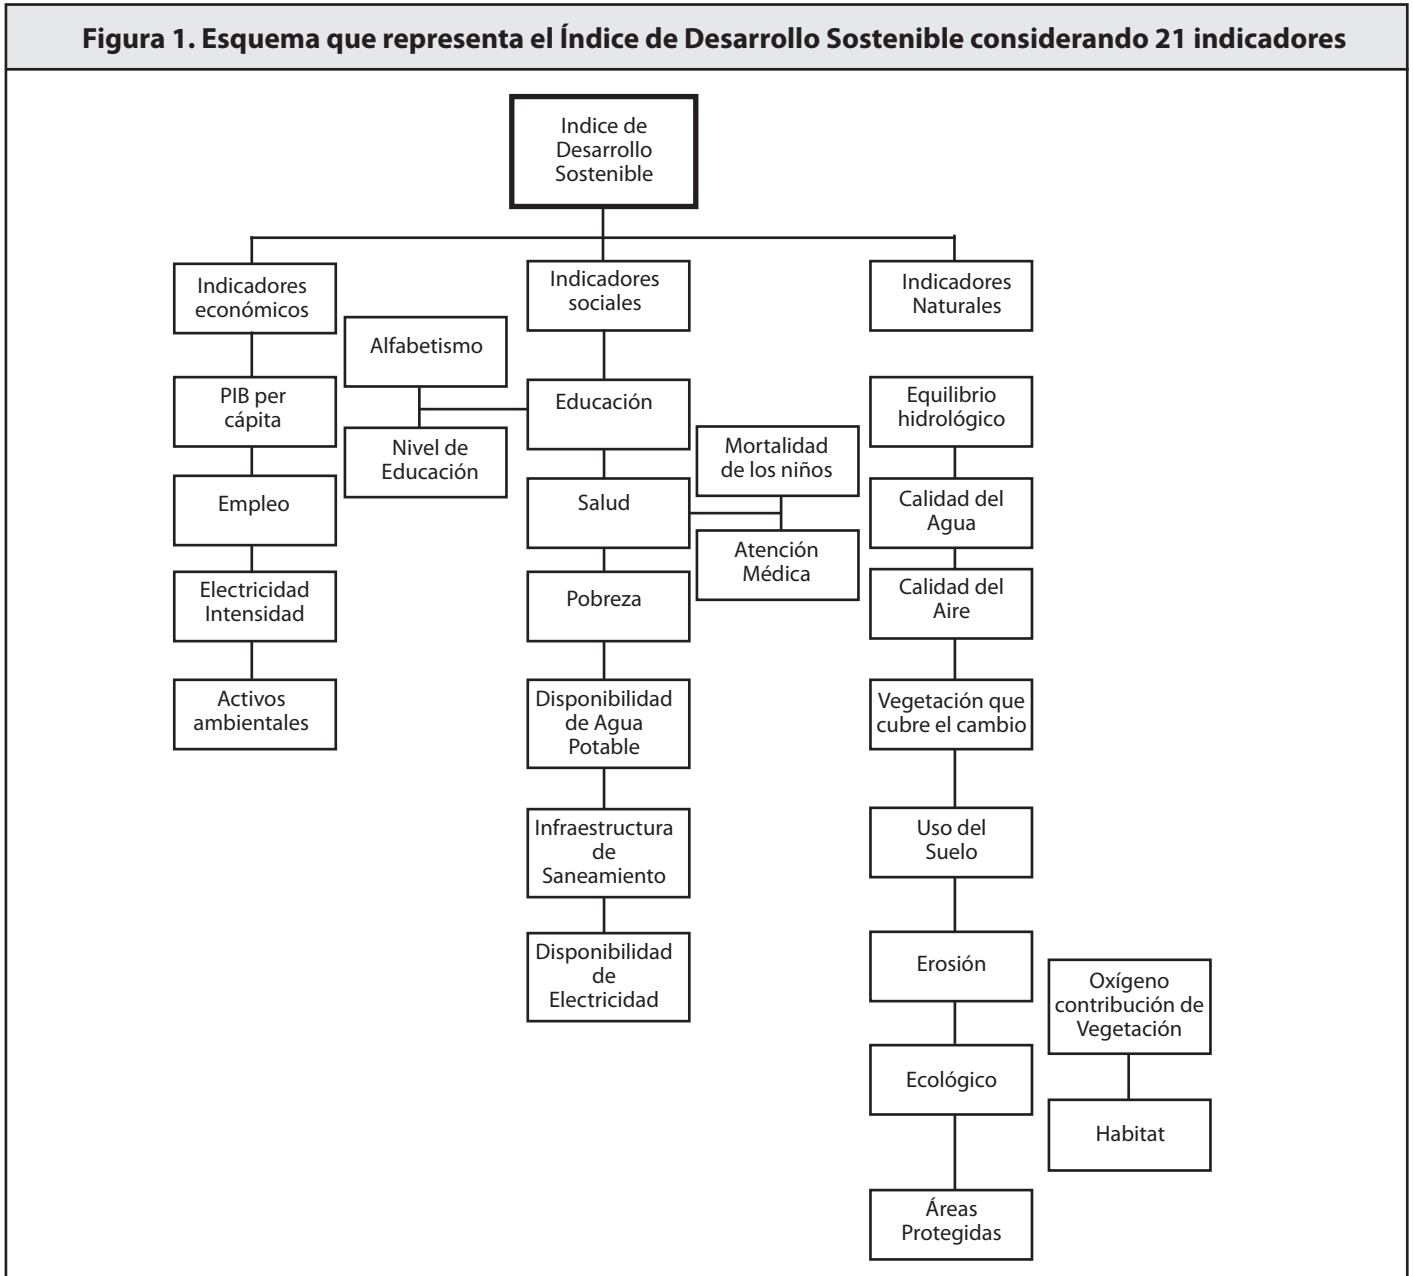 Figura 1. Esquema que representa el Índice de Desarrollo Sostenible considerando 21 indicadores
Indice de
Desarrollo
Sostenible
Indicadores
económicos
PIB per
cápita
Empleo
Electricidad
Intensidad
Activos
ambientales
Indicadores
sociales
Educación
Alfabetismo
Nivel de
Educación
Salud
Mortalidad
de los niños
Atención
Médica
Pobreza
Disponibilidad
de Agua
Potable
Infraestructura
de
Saneamiento
Disponibilidad
de
Electricidad
Indicadores
Naturales
Equilibrio
hidrológico
Calidad del
Agua
Calidad del
Aire
Vegetación que
cubre el cambio
Uso del
Suelo
Erosión
Ecológico
Oxígeno
contribución de
Vegetación
Habitat
Áreas
Protegidas